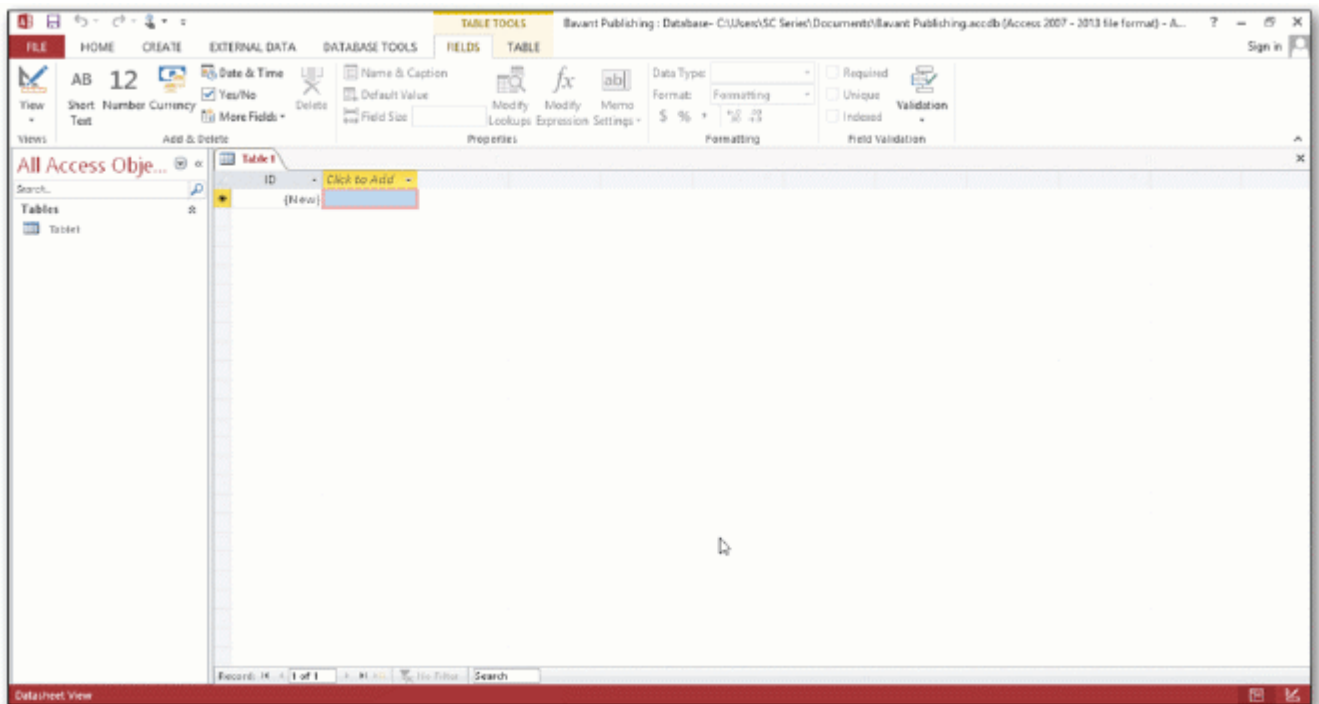 TABLE TOOLS
Bavant Publishing : Database- C:\Users\SC Series\Documents\Bavant Publishing.accdb (Access 2007 - 2013 file format) - A... ?
FILE HOME CREATE EXTERNAL DATA DATABASE TOOLS FIELDS TABLE Sign in
View
Views
AB
Short Text
12
Number
Currency
Date & Time
Yes/No
More Fields
Delete
Add & Delete
Name & Caption
Default Value
Field Size
Modify Lookups
fx
Modify Expression
ab
Memo Settings
Properties
Data Type:
Format: Formatting
$ %
Formatting
Required
Unique
Indexed
Validation
Field Validation
All Access Obje...
Search...
Tables
Table1
Table1
ID Click to Add
(New)
Record: 1 of 1 No Filter Search
Datasheet View